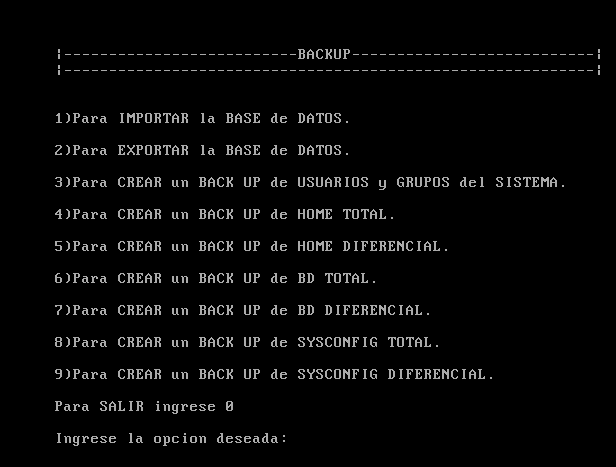 ¦--------------------------BACKUP---------------------------¦
¦-----------------------------------------------------------¦
1)Para IMPORTAR la BASE de DATOS.
2)Para EXPORTAR la BASE de DATOS.
3)Para CREAR un BACK UP de USUARIOS y GRUPOS del SISTEMA.
4)Para CREAR un BACK UP de HOME TOTAL.
5)Para CREAR un BACK UP de HOME DIFERENCIAL.
6)Para CREAR un BACK UP de BD TOTAL.
7)Para CREAR un BACK UP de BD DIFERENCIAL.
8)Para CREAR un BACK UP de SYSCONFIG TOTAL.
9)Para CREAR un BACK UP de SYSCONFIG DIFERENCIAL.
Para SALIR ingrese 0
Ingrese la opcion deseada: